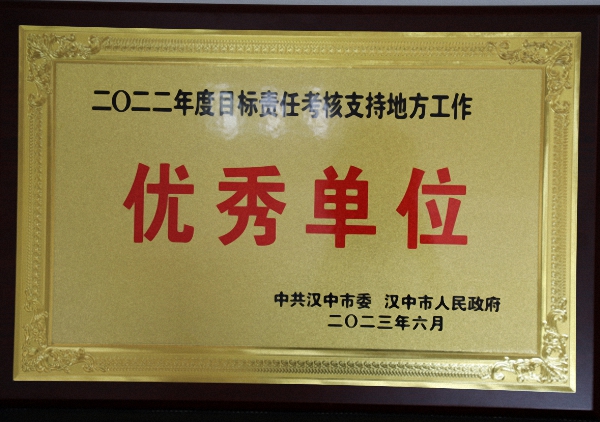 二〇二二年度目标责任考核支持地方工作
优秀单位
中共汉中市委 汉中市人民政府
二〇二三年六月